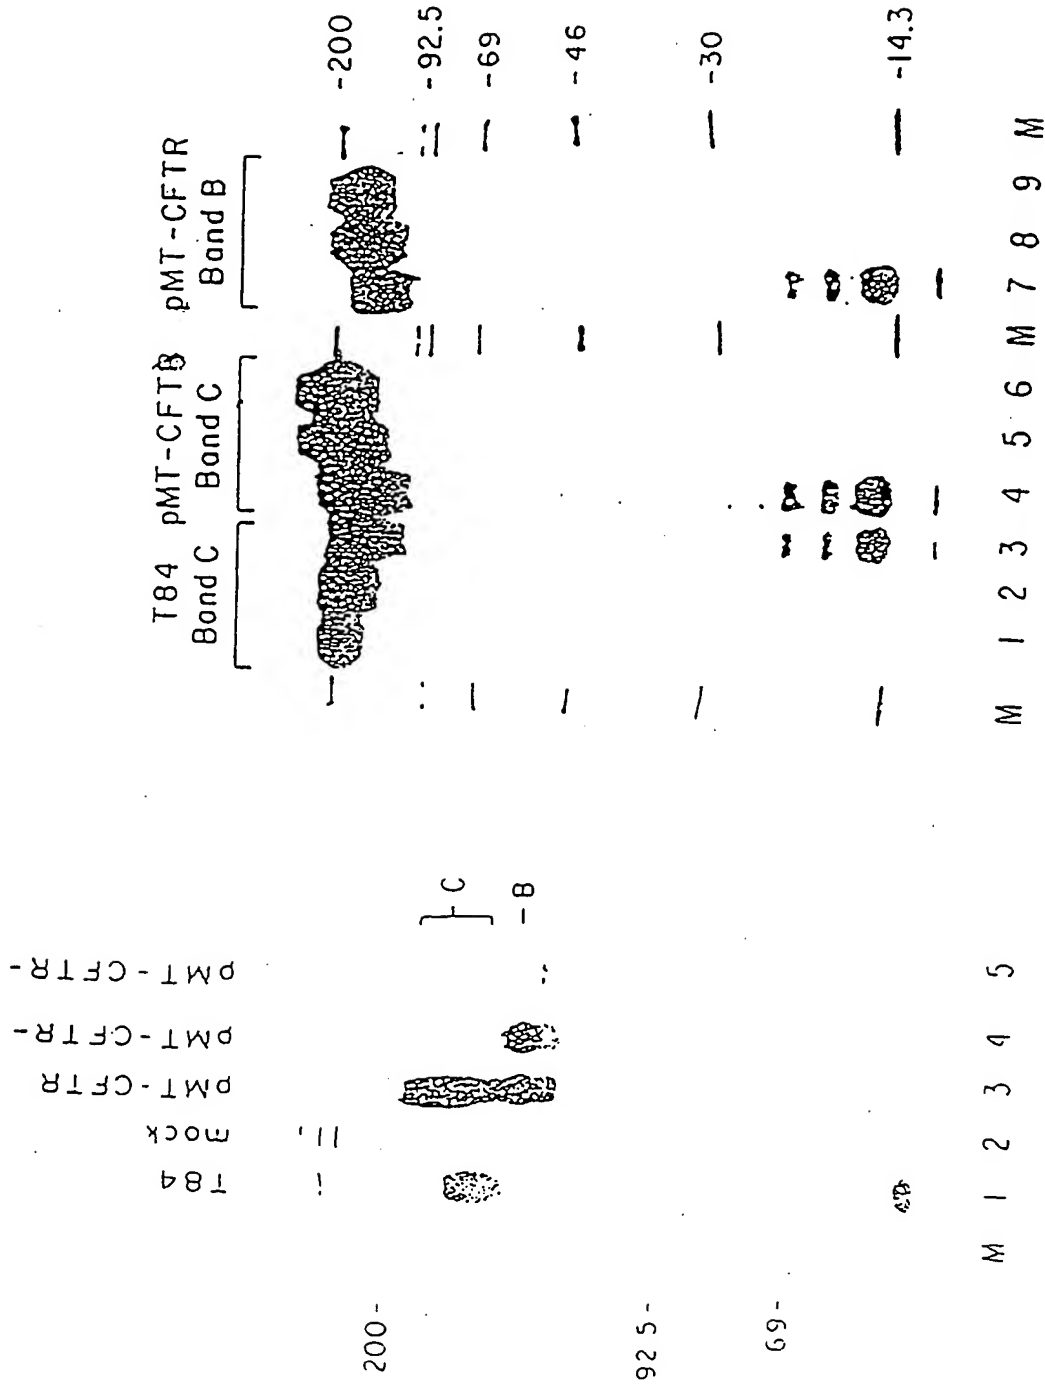 T84 pMT-CFTR pMT-CFTR
Band C Band C Band B
-200
-92.5
-69
-46
-30
-14.3
M 1 2 3 4 5 6 M 7 8 9 M
T84
mock
pMT-CFTR
pMT-CFTR-
pMT-CFTR-
C
-B
200-
92 5-
69-
M 1 2 3 4 5